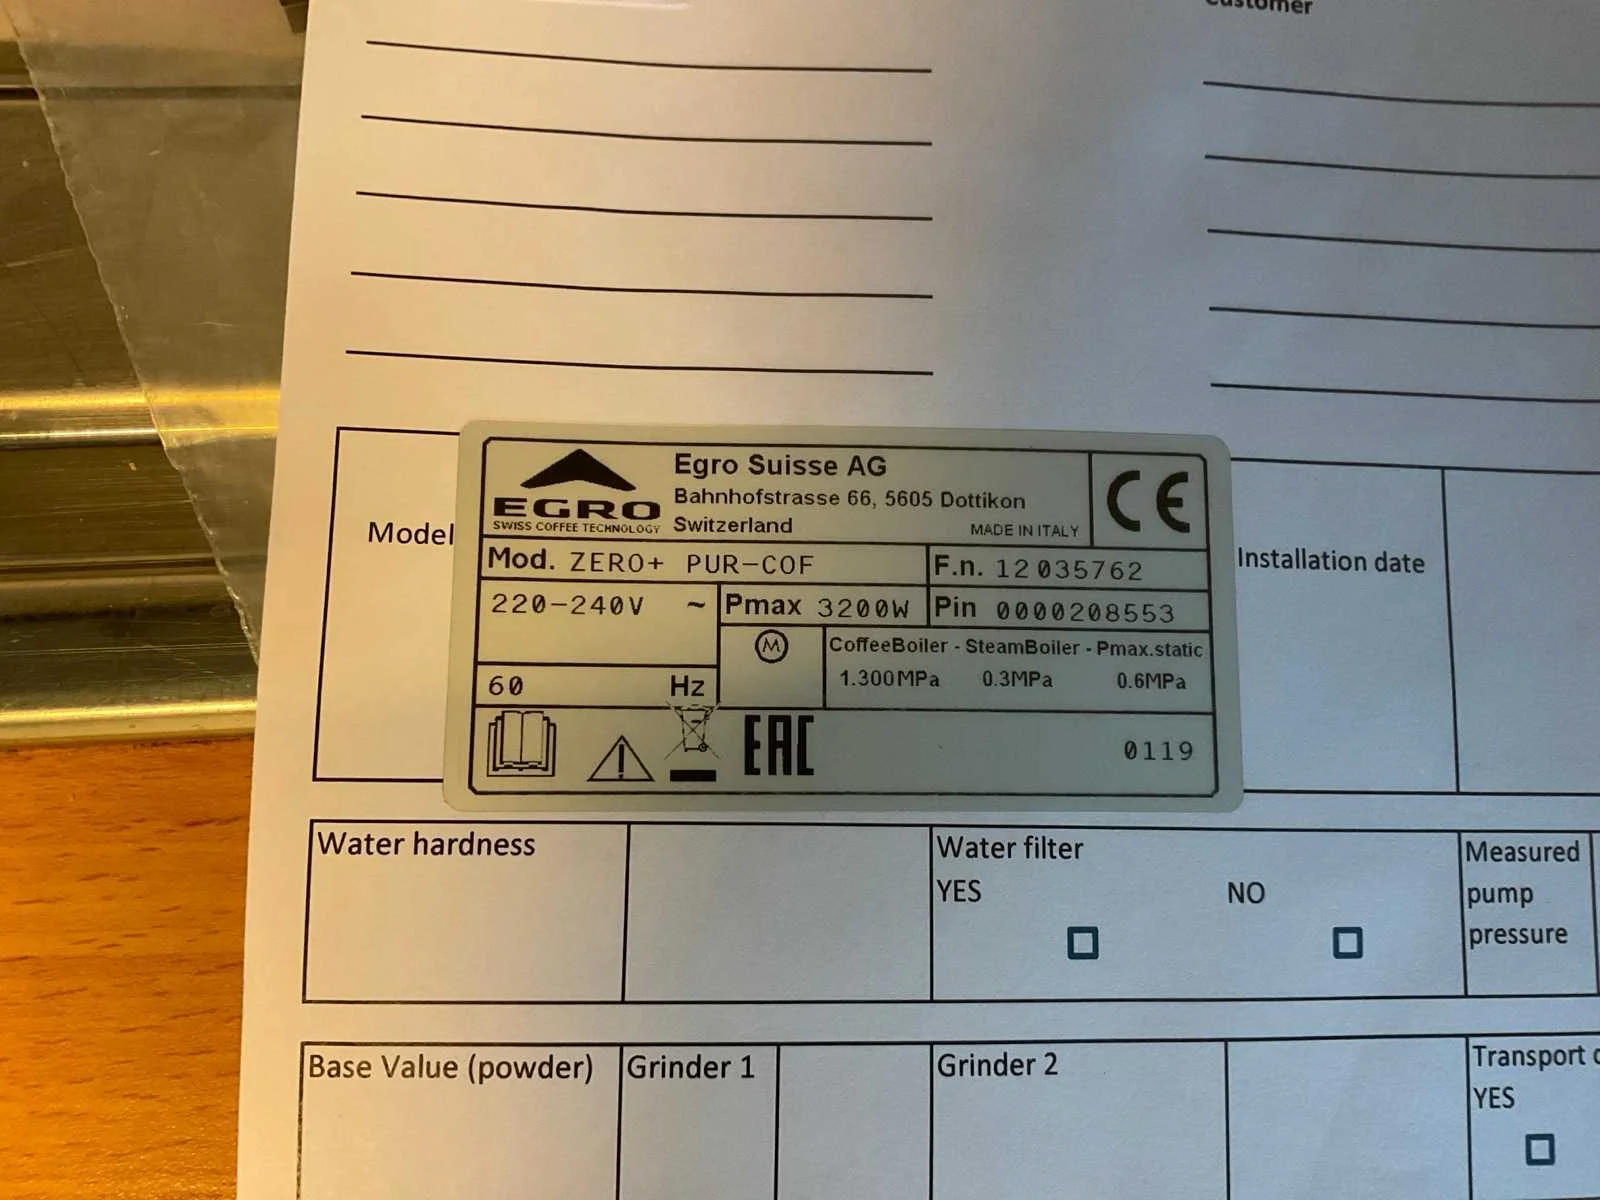 Customer
EGRO
SWISS COFFEE TECHNOLOGY
Egro Suisse AG
Bahnhofstrasse 66, 5605 Dottikon
Switzerland
MADE IN ITALY
CE
Model
Mod. ZERO+ PUR-COF
F.n. 12035762
Installation date
220-240V ~
Pmax 3200W
Pin 0000208553
M
CoffeeBoiler - SteamBoiler - Pmax.static
1.300MPa 0.3MPa 0.6MPa
60 Hz
EAC
0119
Water hardness
Water filter
YES NO
Measured
pump
pressure
Base Value (powder)
Grinder 1
Grinder 2
Transport
YES